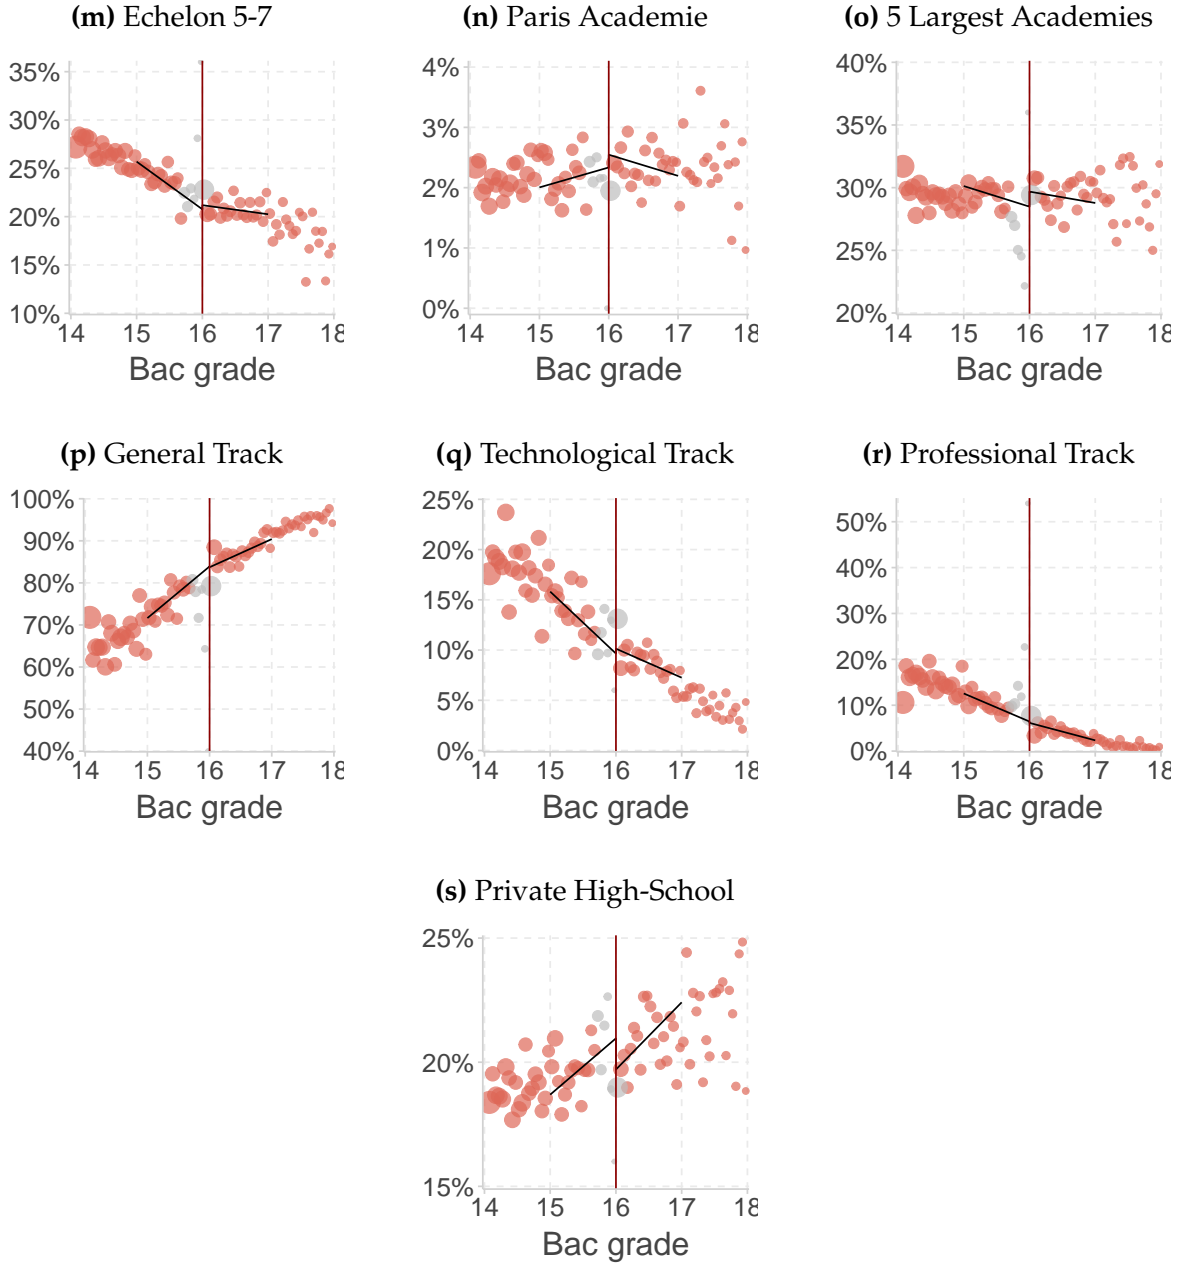 (m) Echelon 5-7
35%
30%
25%
20%
15%
10%
14 15 16 17 18
Bac grade
(n) Paris Academie
4%
3%
2%
1%
0%
14 15 16 17 18
Bac grade
(o) 5 Largest Academies
40%
35%
30%
25%
20%
14 15 16 17 18
Bac grade
(p) General Track
100%
90%
80%
70%
60%
50%
40%
14 15 16 17 18
Bac grade
(q) Technological Track
25%
20%
15%
10%
5%
0%
14 15 16 17 18
Bac grade
(r) Professional Track
50%
40%
30%
20%
10%
0%
14 15 16 17 18
Bac grade
(s) Private High-School
25%
20%
15%
14 15 16 17 18
Bac grade